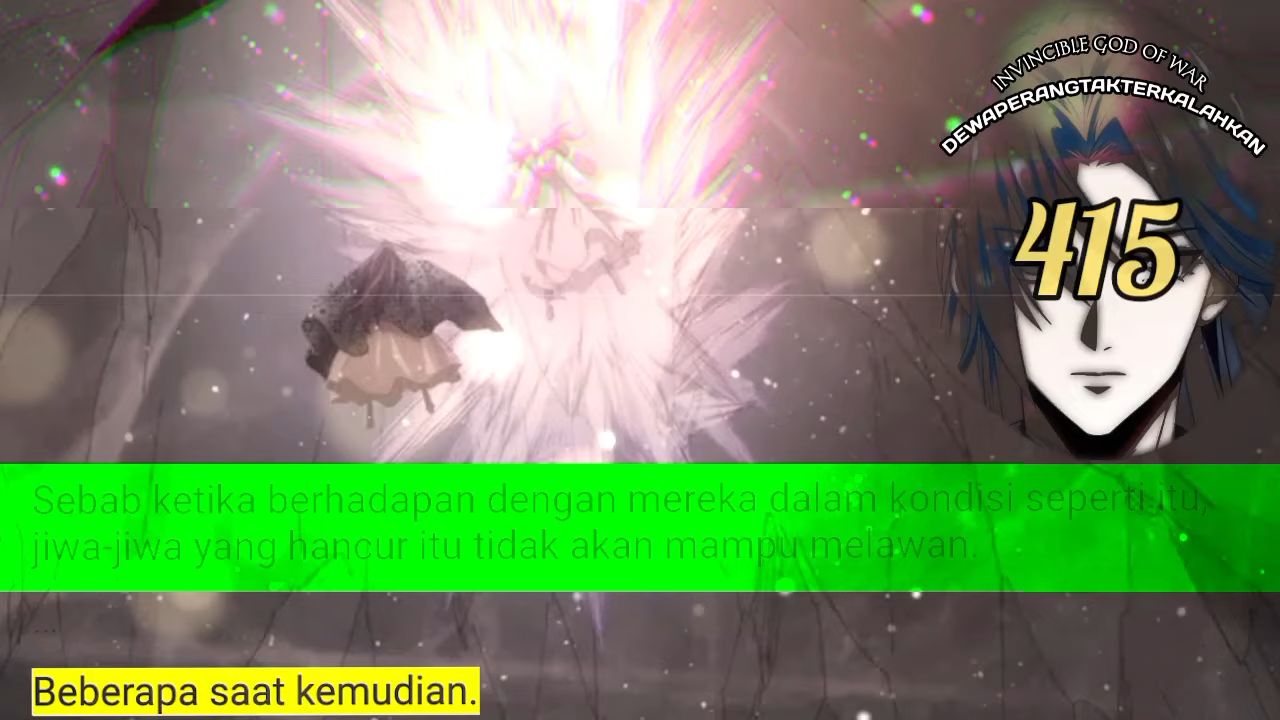 INVINCIBLE GOD OF WAR
DEWAPERANGTAKTERKALAHKAN
415
Sebab ketika berhadapan dengan mereka dalam kondisi seperti itu,
jiwa-jiwa yang hancur itu tidak akan mampu melawan.
...
Beberapa saat kemudian.